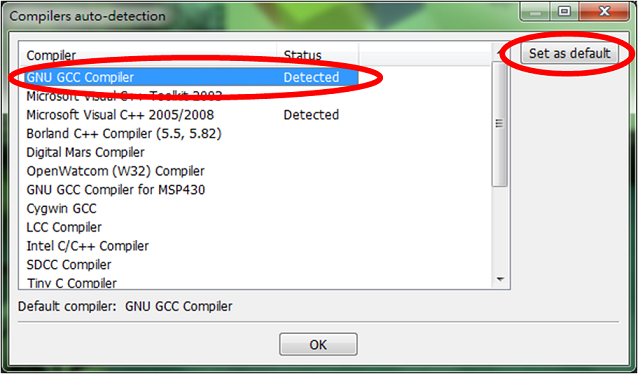 Compilers auto-detection
Compiler Status
Set as default
GNU GCC Compiler Detected
Microsoft Visual C++ Toolkit 2003
Microsoft Visual C++ 2005/2008 Detected
Borland C++ Compiler (5.5, 5.82)
Digital Mars Compiler
OpenWatcom (W32) Compiler
GNU GCC Compiler for MSP430
Cygwin GCC
LCC Compiler
Intel C/C++ Compiler
SDCC Compiler
Tiny C Compiler
Default compiler: GNU GCC Compiler
OK